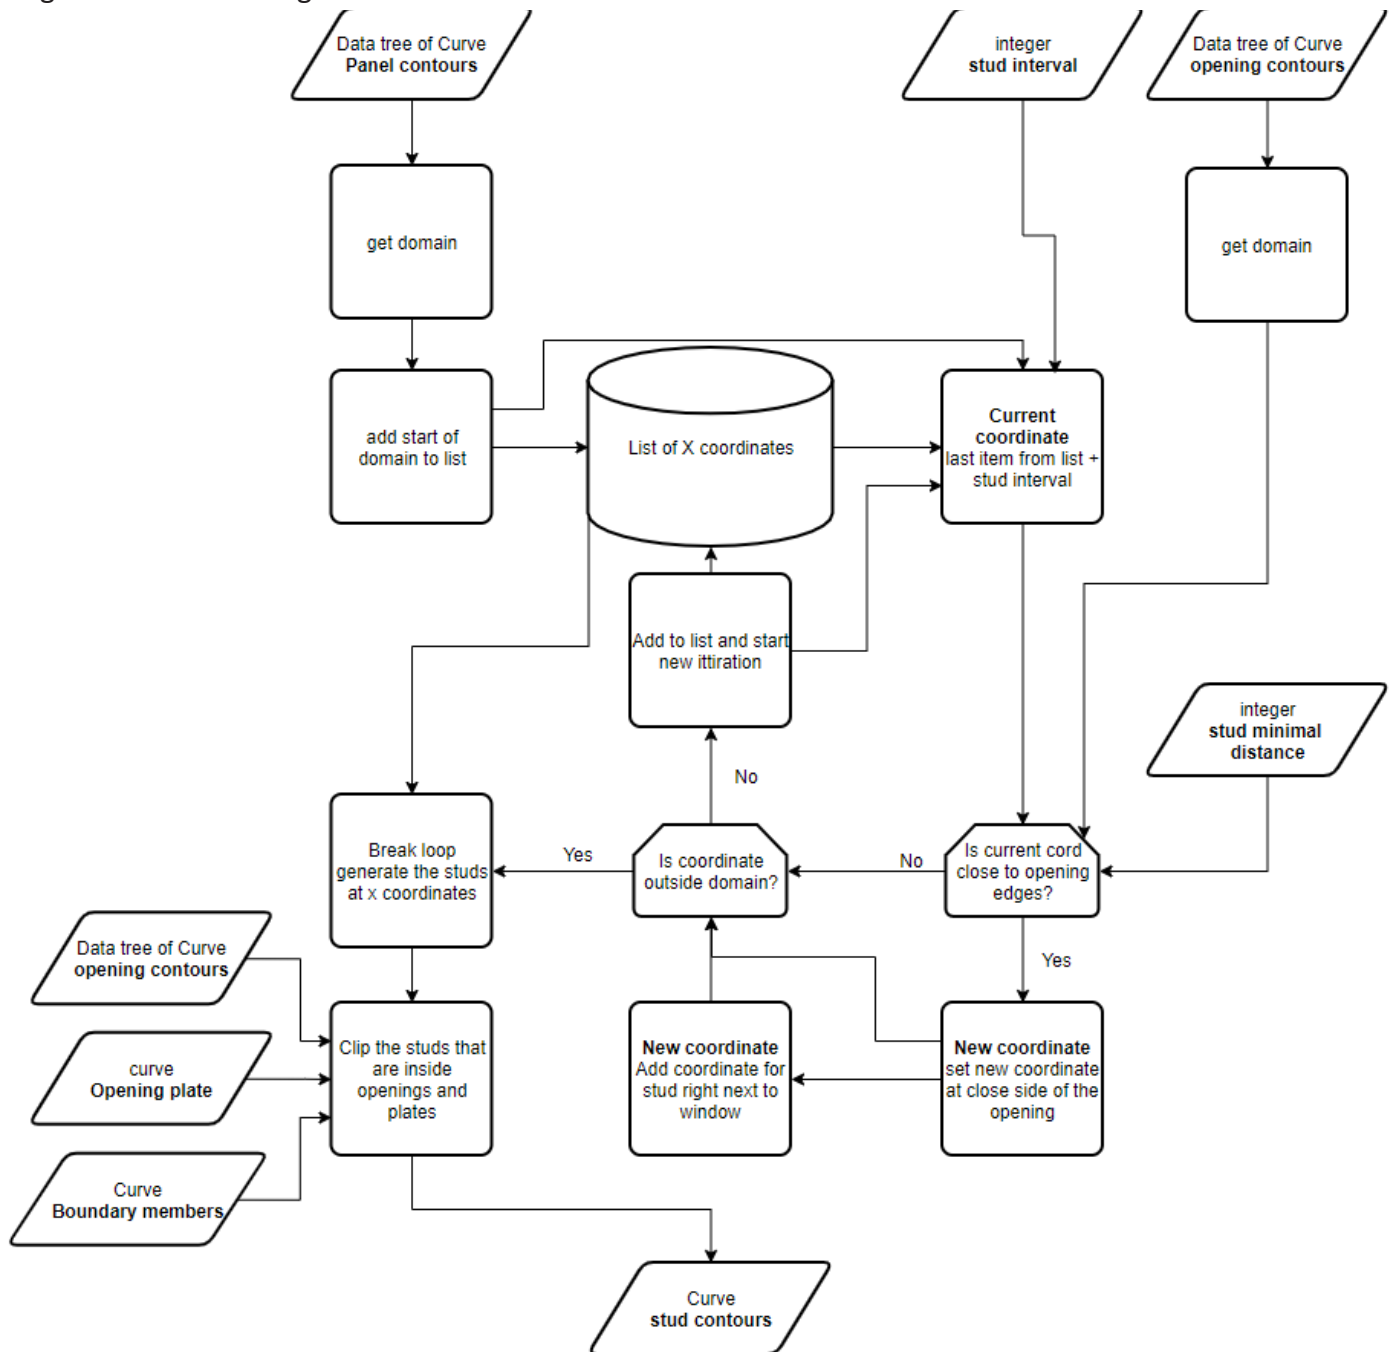 Data tree of Curve
Panel contours
integer
stud interval
Data tree of Curve
opening contours
get domain
get domain
add start of
domain to list
List of X coordinates
Current
coordinate
last item from list +
stud interval
Add to list and start
new ittiration
integer
stud minimal
distance
No
Break loop
generate the studs
at x coordinates
Yes
Is coordinate
outside domain?
No
Is current cord
close to opening
edges?
Yes
Data tree of Curve
opening contours
curve
Opening plate
Curve
Boundary members
Clip the studs that
are inside
openings and
plates
New coordinate
Add coordinate for
stud right next to
window
New coordinate
set new coordinate
at close side of the
opening
Curve
stud contours